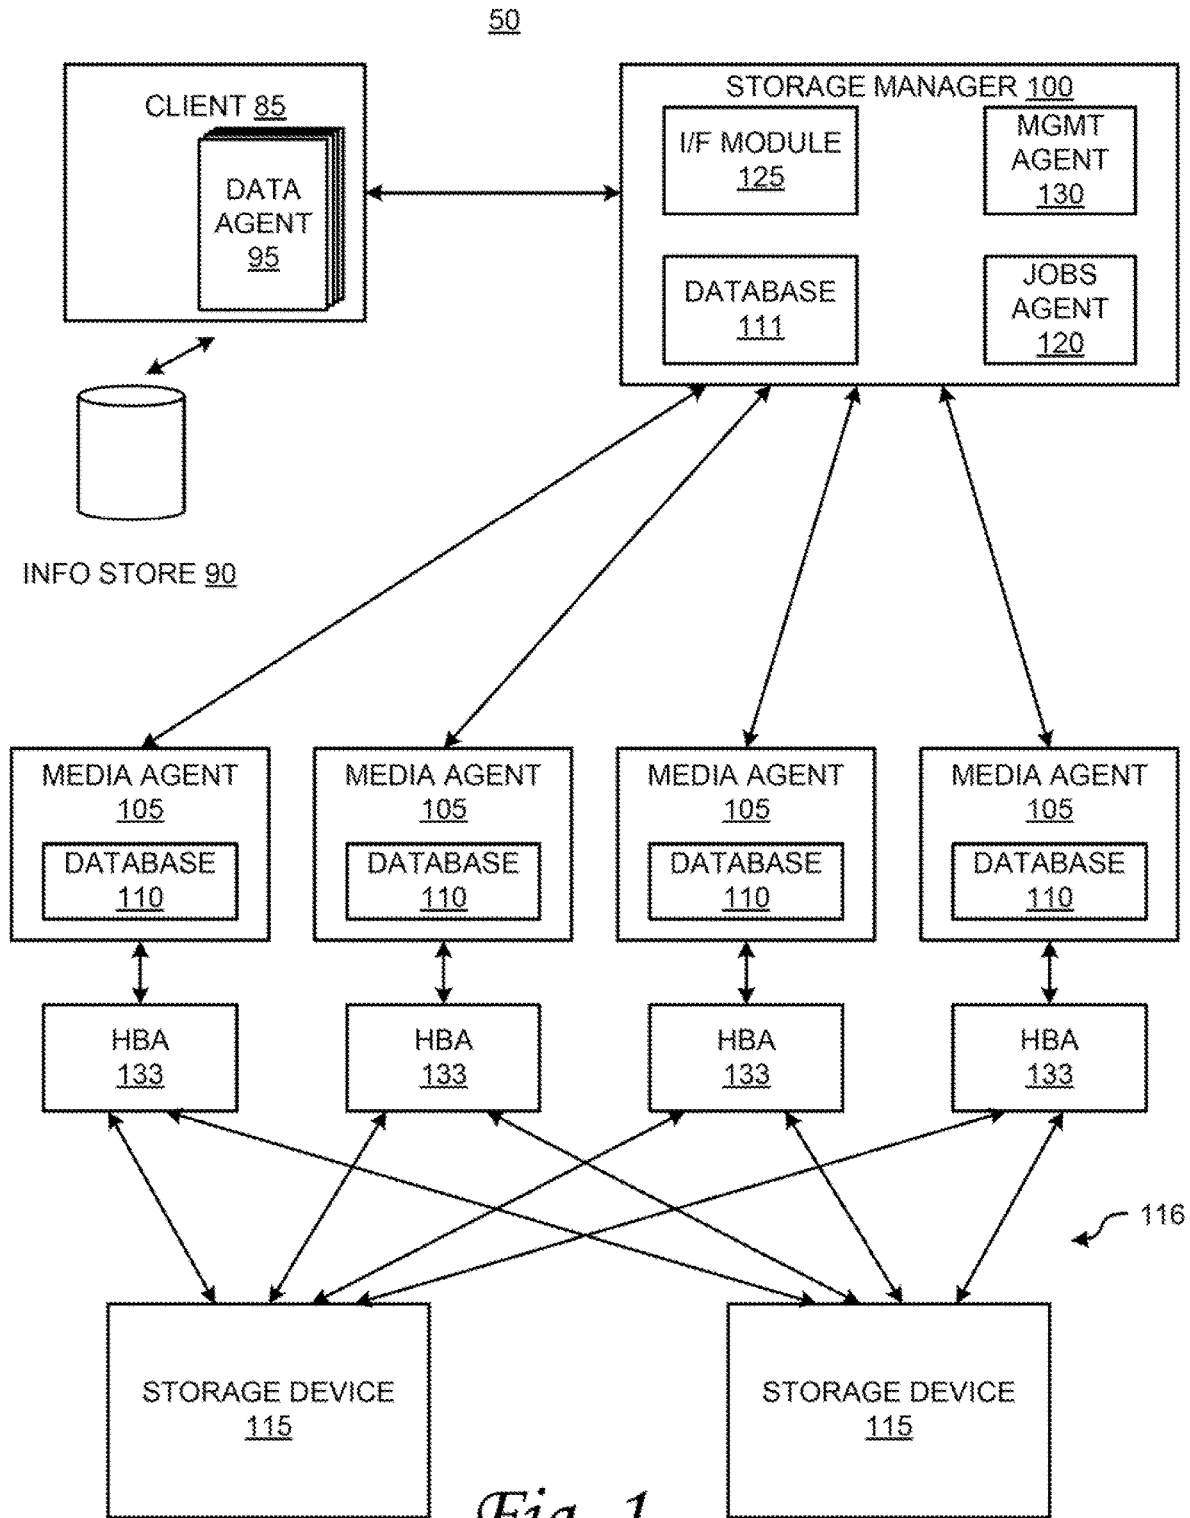 50
CLIENT 85
DATA
AGENT
95
STORAGE MANAGER 100
I/F MODULE
125
MGMT
AGENT
130
DATABASE
111
JOBS
AGENT
120
INFO STORE 90
MEDIA AGENT
105
DATABASE
110
MEDIA AGENT
105
DATABASE
110
MEDIA AGENT
105
DATABASE
110
MEDIA AGENT
105
DATABASE
110
HBA
133
HBA
133
HBA
133
HBA
133
116
STORAGE DEVICE
115
STORAGE DEVICE
115
Fig. 1